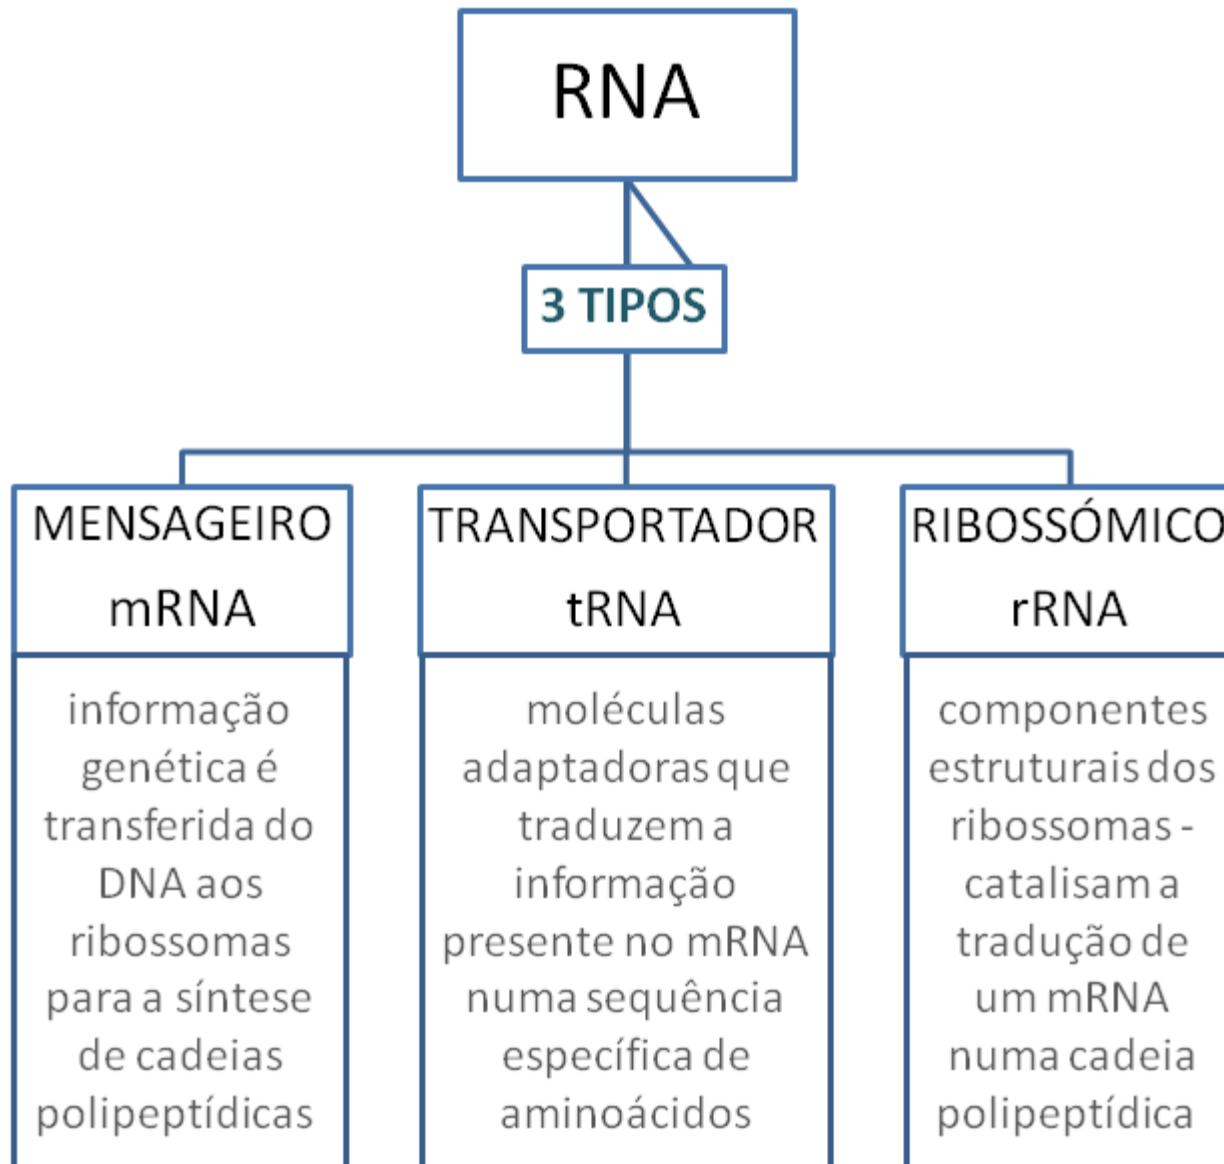 RNA
3 TIPOS
MENSAGEIRO
mRNA
informação
genética é
transferida do
DNA aos
ribossomas
para a síntese
de cadeias
polipeptídicas
TRANSPORTADOR
tRNA
moléculas
adaptadoras que
traduzem a
informação
presente no mRNA
numa sequência
específica de
aminoácidos
RIBOSSÓMICO
rRNA
componentes
estruturais dos
ribossomas -
catalisam a
tradução de
um mRNA
numa cadeia
polipeptídica